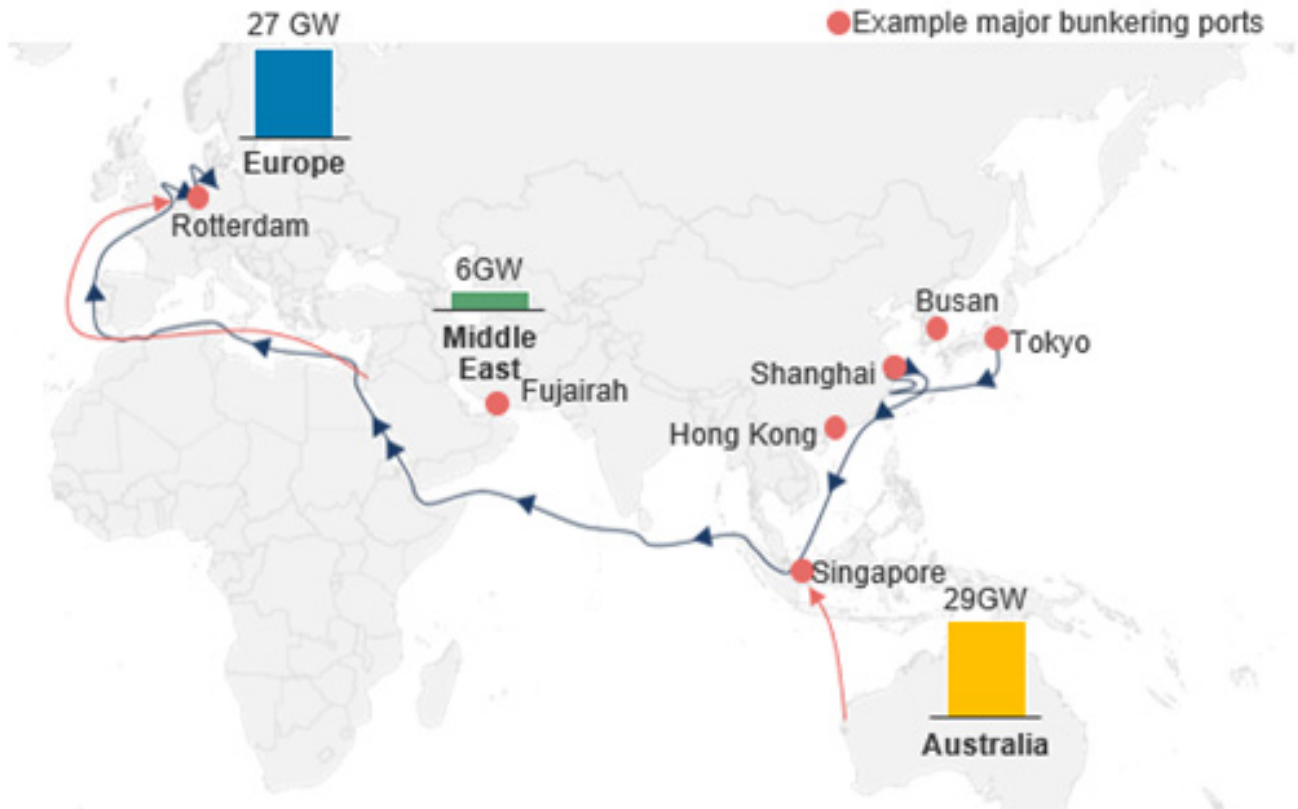 27 GW
Example major bunkering ports
Europe
Rotterdam
6GW
Middle
East
Fujairah
Busan
Tokyo
Shanghai
Hong Kong
Singapore
29GW
Australia